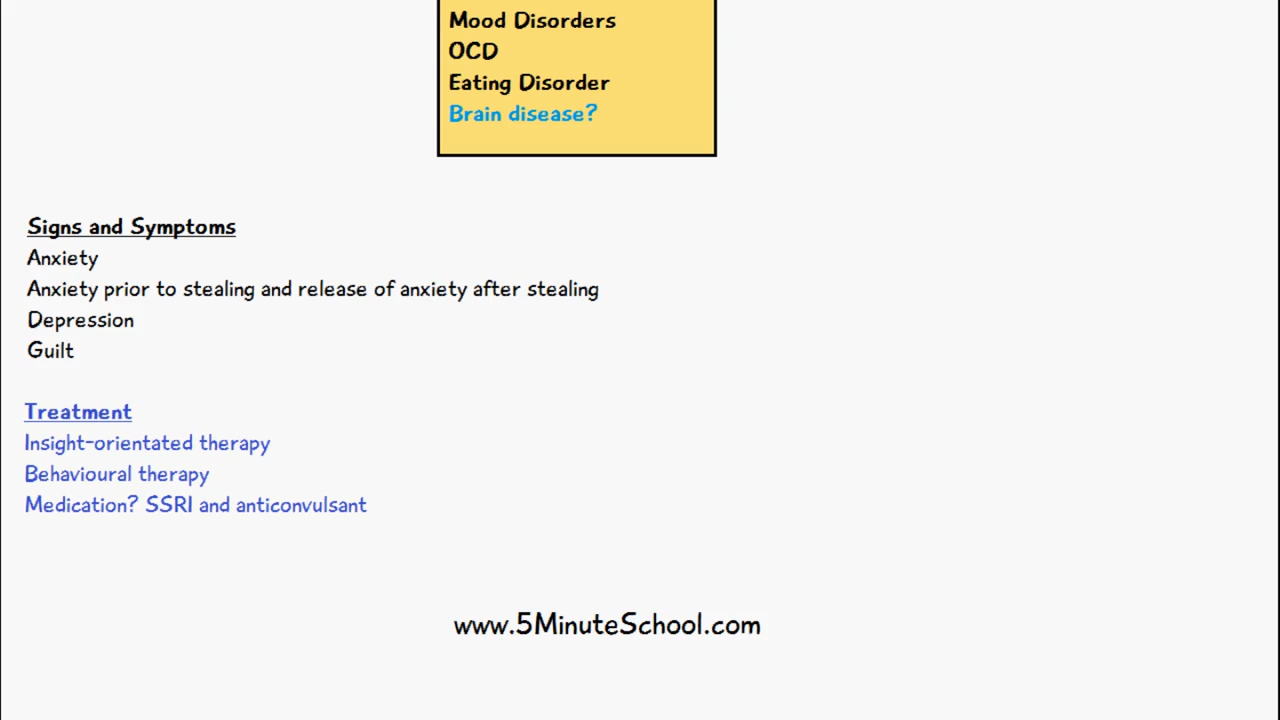 Mood Disorders
OCD
Eating Disorder
Brain disease?
Signs and Symptoms
Anxiety
Anxiety prior to stealing and release of anxiety after stealing
Depression
Guilt
Treatment
Insight-orientated therapy
Behavioural therapy
Medication? SSRI and anticonvulsant
www.5MinuteSchool.com